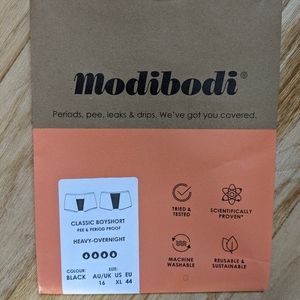 modibodi®
Periods, pee, leaks & drips. We've got you covered.
CLASSIC BOYSHORT
PEE & PERIOD PROOF
HEAVY-OVERNIGHT
COLOUR:
BLACK
SIZE:
AU/UK US EU
16 XL 44
TRIED &
TESTED
SCIENTIFICALLY
PROVEN*
MACHINE
WASHABLE
REUSABLE &
SUSTAINABLE